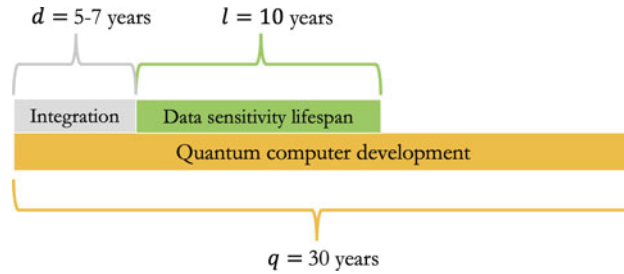 d = 5-7 years
l = 10 years
Integration
Data sensitivity lifespan
Quantum computer development
q = 30 years